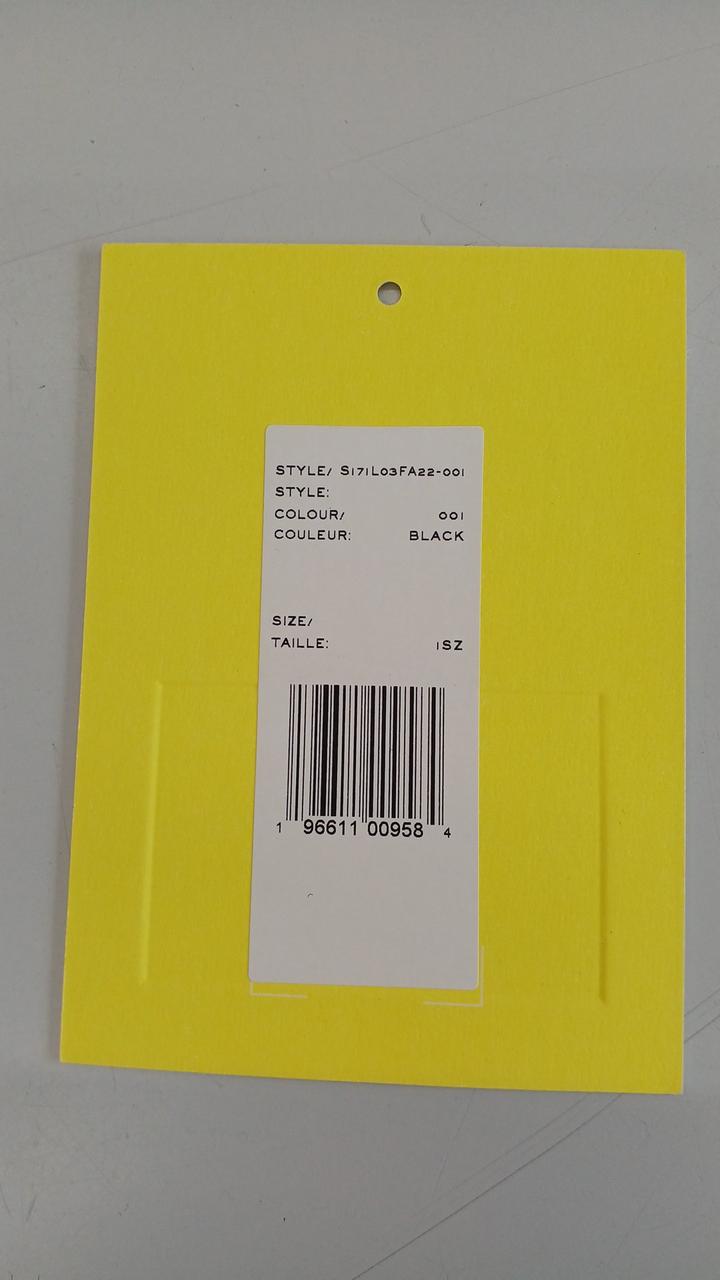 STYLE/ S171L03FA22-001
STYLE:
COLOUR/ 001
COULEUR: BLACK
SIZE/
TAILLE: 1SZ
1 96611 00958 4